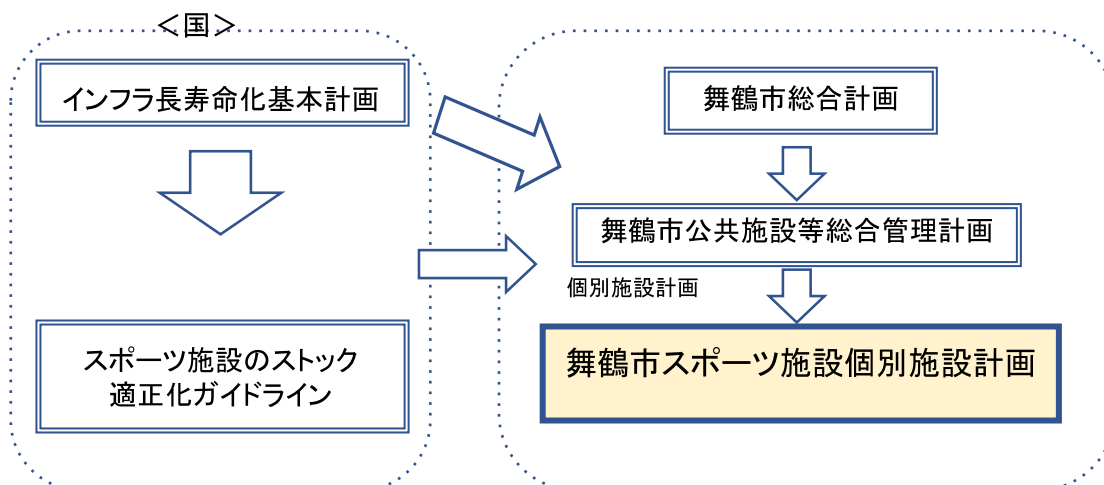 ＜国＞
インフラ長寿命化基本計画
スポーツ施設のストック
適正化ガイドライン
舞鶴市総合計画
舞鶴市公共施設等総合管理計画
個別施設計画
舞鶴市スポーツ施設個別施設計画